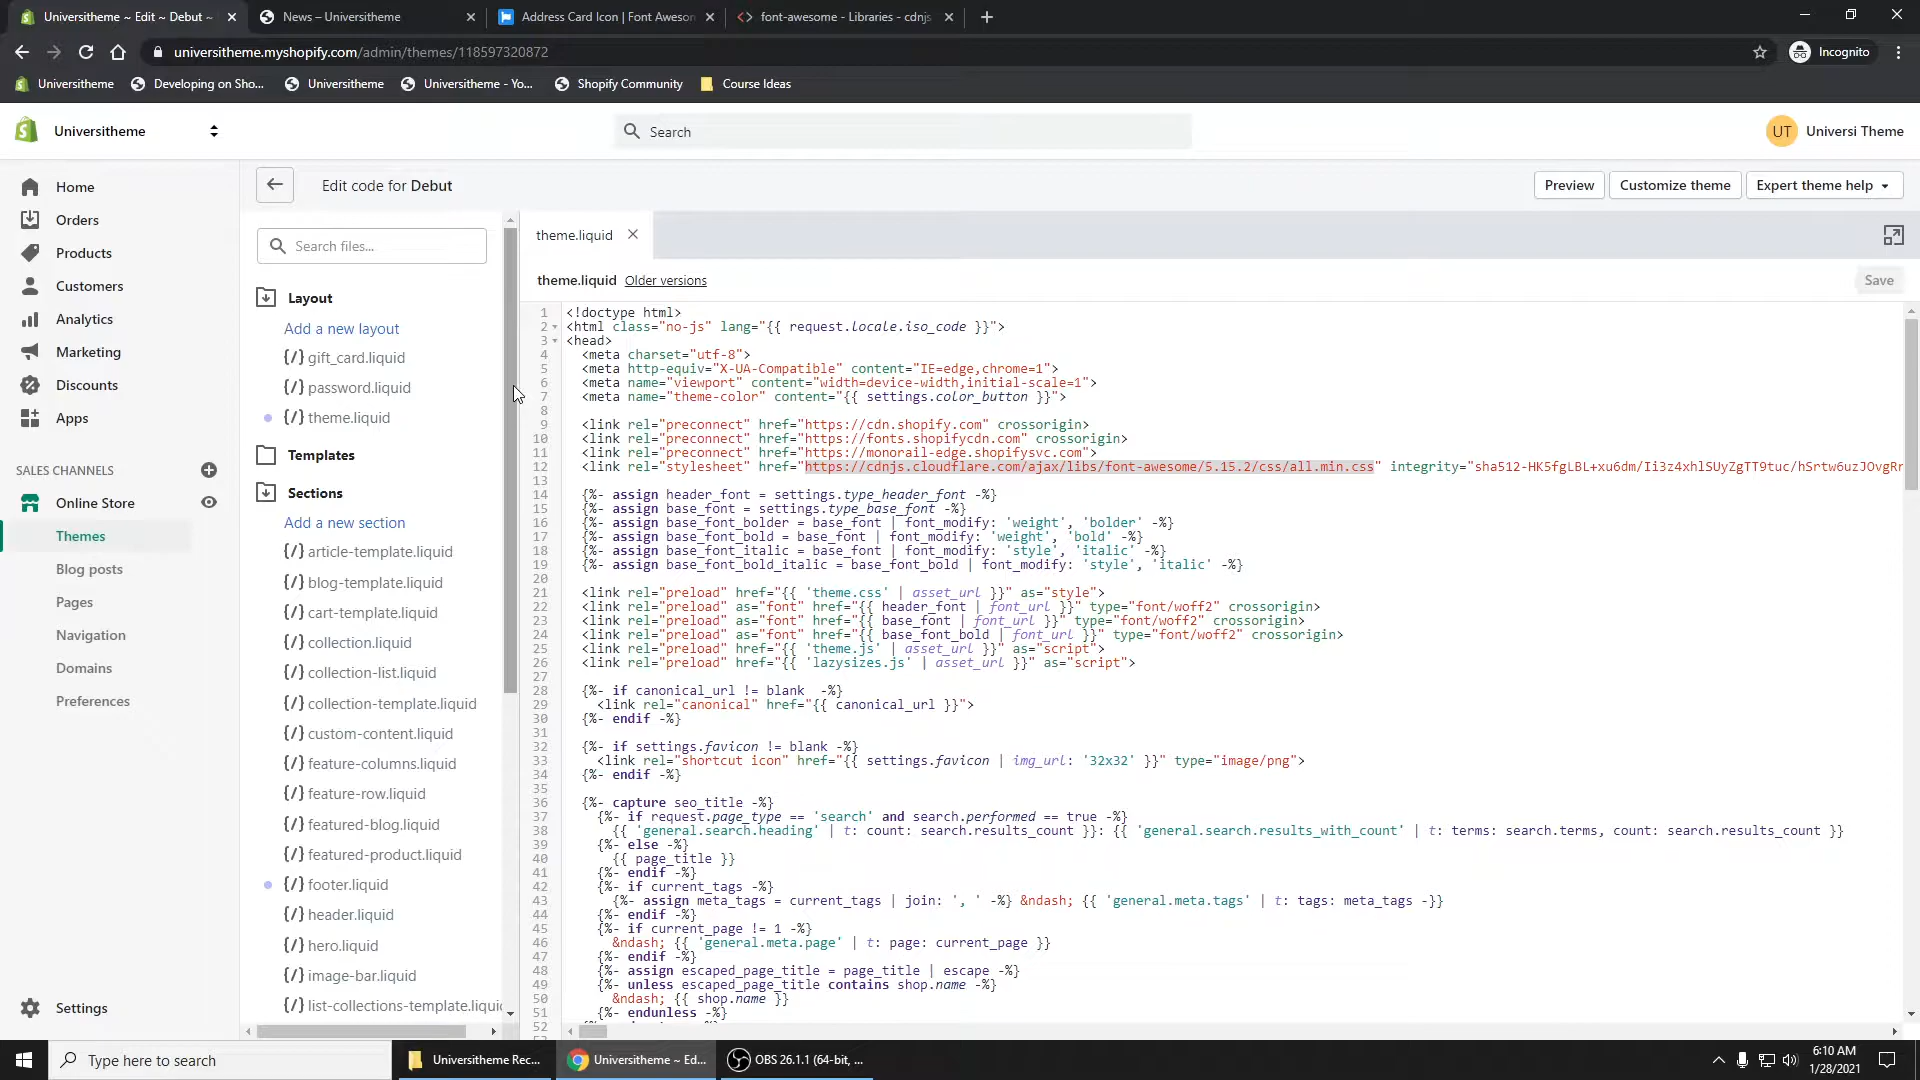 Universitheme ~ Edit ~ Debut ~
News – Universitheme
Address Card Icon | Font Aweson
font-awesome - Libraries - cdnjs
universitheme.myshopify.com/admin/themes/118597320872
Incognito
Universitheme
Developing on Sho...
Universitheme
Universitheme - Yo...
Shopify Community
Course Ideas
Universitheme
Search
UT
Universi Theme
Home
Orders
Products
Customers
Analytics
Marketing
Discounts
Apps
SALES CHANNELS
Online Store
Themes
Blog posts
Pages
Navigation
Domains
Preferences
Settings
Edit code for Debut
Preview
Customize theme
Expert theme help
Search files...
Layout
Add a new layout
{/} gift_card.liquid
{/} password.liquid
{/} theme.liquid
Templates
Sections
Add a new section
{/} article-template.liquid
{/} blog-template.liquid
{/} cart-template.liquid
{/} collection.liquid
{/} collection-list.liquid
{/} collection-template.liquid
{/} custom-content.liquid
{/} feature-columns.liquid
{/} feature-row.liquid
{/} featured-blog.liquid
{/} featured-product.liquid
{/} footer.liquid
{/} header.liquid
{/} hero.liquid
{/} image-bar.liquid
{/} list-collections-template.liquid
theme.liquid
theme.liquid Older versions
Save
1 <!doctype html>
2 <html class="no-js" lang="{{ request.locale.iso_code }}">
3 <head>
4 <meta charset="utf-8">
5 <meta http-equiv="X-UA-Compatible" content="IE=edge,chrome=1">
6 <meta name="viewport" content="width=device-width,initial-scale=1">
7 <meta name="theme-color" content="{{ settings.color_button }}">
8
9 <link rel="preconnect" href="https://cdn.shopify.com" crossorigin>
10 <link rel="preconnect" href="https://fonts.shopifycdn.com" crossorigin>
11 <link rel="preconnect" href="https://monorail-edge.shopifysvc.com">
12 <link rel="stylesheet" href="https://cdnjs.cloudflare.com/ajax/libs/font-awesome/5.15.2/css/all.min.css" integrity="sha512-HK5fgLBL+xu6dm/Ii3z4xhlSUyZgTT9tuc/hSrtw6uzJOvgRr
13
14 {%- assign header_font = settings.type_header_font -%}
15 {%- assign base_font = settings.type_base_font -%}
16 {%- assign base_font_bolder = base_font | font_modify: 'weight', 'bolder' -%}
17 {%- assign base_font_bold = base_font | font_modify: 'weight', 'bold' -%}
18 {%- assign base_font_italic = base_font | font_modify: 'style', 'italic' -%}
19 {%- assign base_font_bold_italic = base_font_bold | font_modify: 'style', 'italic' -%}
20
21 <link rel="preload" href="{{ 'theme.css' | asset_url }}" as="style">
22 <link rel="preload" as="font" href="{{ header_font | font_url }}" type="font/woff2" crossorigin>
23 <link rel="preload" as="font" href="{{ base_font | font_url }}" type="font/woff2" crossorigin>
24 <link rel="preload" as="font" href="{{ base_font_bold | font_url }}" type="font/woff2" crossorigin>
25 <link rel="preload" href="{{ 'theme.js' | asset_url }}" as="script">
26 <link rel="preload" href="{{ 'lazysizes.js' | asset_url }}" as="script">
27
28 {%- if canonical_url != blank -%}
29 <link rel="canonical" href="{{ canonical_url }}">
30 {%- endif -%}
31
32 {%- if settings.favicon != blank -%}
33 <link rel="shortcut icon" href="{{ settings.favicon | img_url: '32x32' }}" type="image/png">
34 {%- endif -%}
35
36 {%- capture seo_title -%}
37 {%- if request.page_type == 'search' and search.performed == true -%}
38 {{ 'general.search.heading' | t: count: search.results_count }}: {{ 'general.search.results_with_count' | t: terms: search.terms, count: search.results_count }}
39 {%- else -%}
40 {{ page_title }}
41 {%- endif -%}
42 {%- if current_tags -%}
43 {%- assign meta_tags = current_tags | join: ', ' -%} &ndash; {{ 'general.meta.tags' | t: tags: meta_tags -}}
44 {%- endif -%}
45 {%- if current_page != 1 -%}
46 &ndash; {{ 'general.meta.page' | t: page: current_page }}
47 {%- endif -%}
48 {%- assign escaped_page_title = page_title | escape -%}
49 {%- unless escaped_page_title contains shop.name -%}
50 &ndash; {{ shop.name }}
51 {%- endunless -%}
52
Type here to search
Universitheme Rec...
Universitheme ~ Ed...
OBS 26.1.1 (64-bit, ...
6:10 AM
1/28/2021